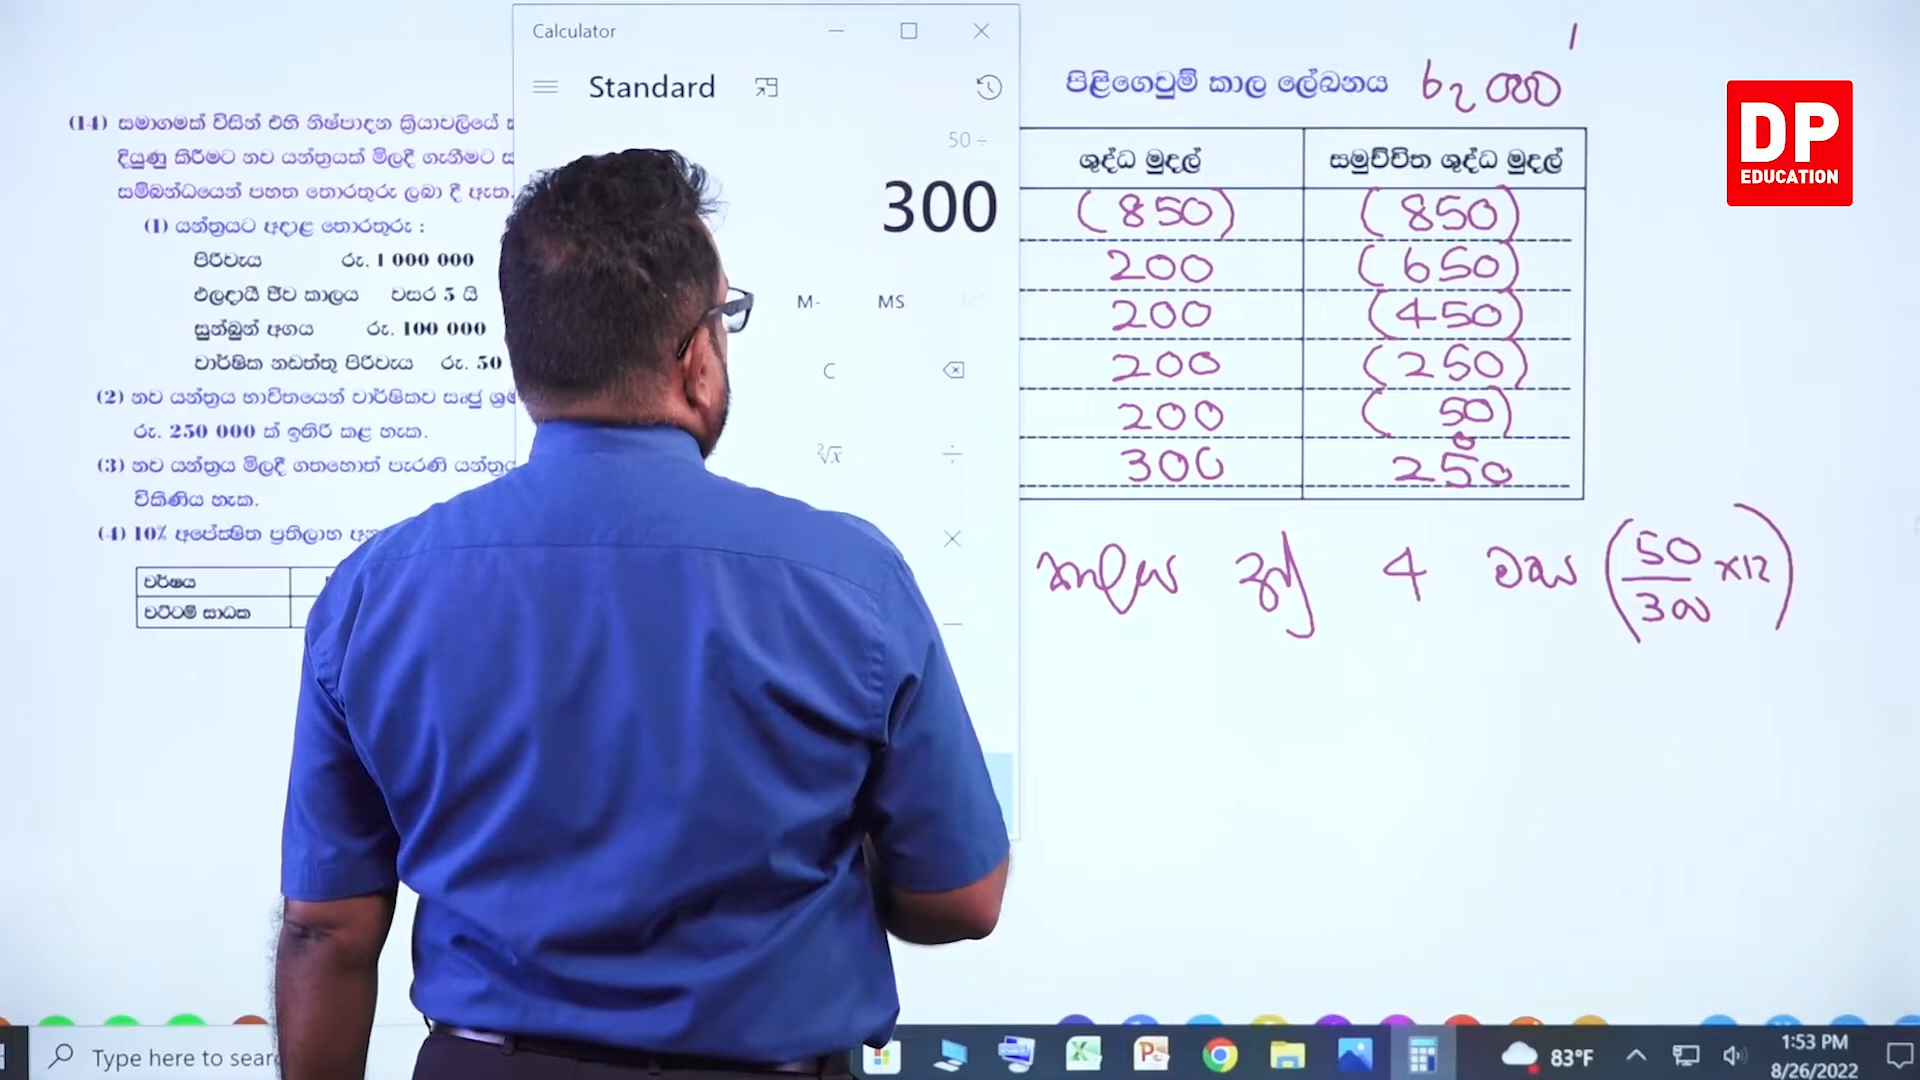 Calculator
Standard
50 ÷
300
M-
MS
C
²√x
÷
×
පිළිගෙවුම් කාල ලේඛනය
DP
EDUCATION
(14) සමාගමක් විසින් එහි නිෂ්පාදන ක්‍රියාවලියේ
දියුණු කිරීමට නව යන්ත්‍රයක් මිලදී ගැනීමට
සම්බන්ධයෙන් පහත තොරතුරු ලබා දී ඇත.
(1) යන්ත්‍රයට අදාළ තොරතුරු :
පිරිවැය රු. 1 000 000
ඵලදායී ජීව කාලය වසර 5 යි
සුන්බුන් අගය රු. 100 000
වාර්ෂික නඩත්තු පිරිවැය රු. 50
(2) නව යන්ත්‍රය භාවිතයෙන් වාර්ෂිකව සෘජු
රු. 250 000 ක් ඉතිරි කළ හැක.
(3) නව යන්ත්‍රය මිලදී ගතහොත් පැරණි
විකිණිය හැක.
(4) 10% අපේක්ෂිත ප්‍රතිලාභ
වර්ෂය
වට්ටම් සාධක
ශුද්ධ මුදල් සමුච්චිත ශුද්ධ මුදල්
(850) (850)
200 (650)
200 (450)
200 (250)
200 (50)
300 250
4 (50/300 ×12)
Type here to sear
83°F
1:53 PM
8/26/2022